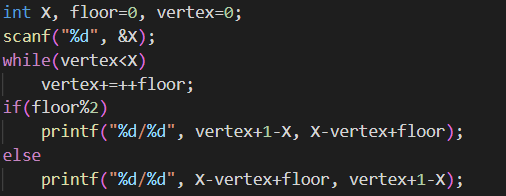 int X, floor=0, vertex=0;
scanf("%d", &X);
while(vertex<X)
    vertex+=++floor;
if(floor%2)
    printf("%d/%d", vertex+1-X, X-vertex+floor);
else
    printf("%d/%d", X-vertex+floor, vertex+1-X);